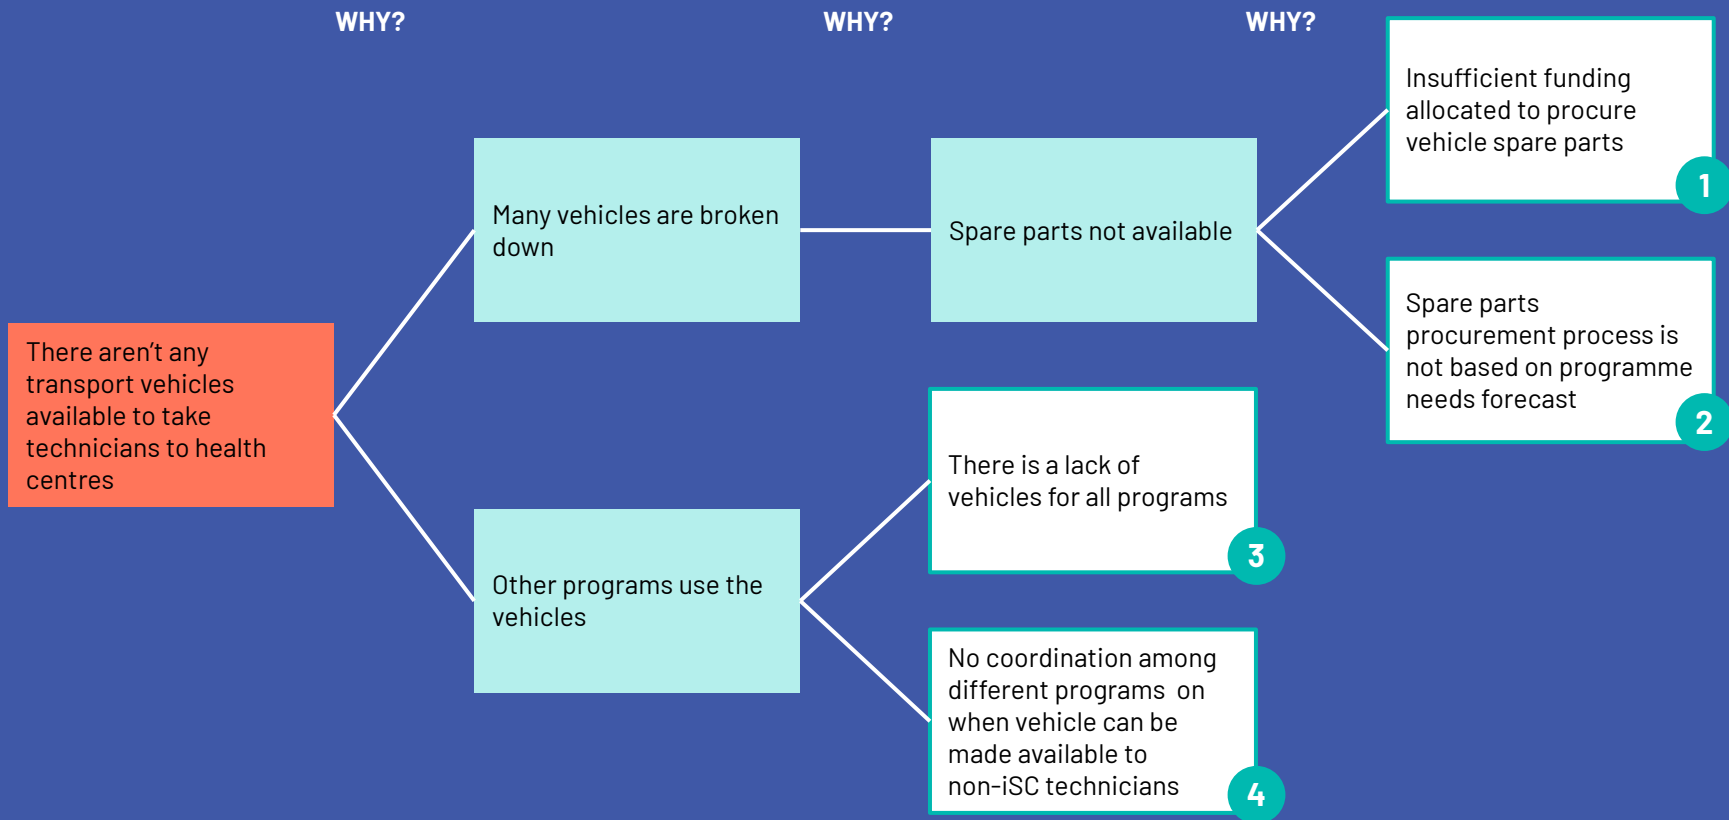 WHY?
WHY?
WHY?
There aren't any
transport vehicles
available to take
technicians to health
centres
Many vehicles are broken
down
Other programs use the
vehicles
Spare parts not available
There is a lack of
vehicles for all programs
3
No coordination among
different programs on
when vehicle can be
made available to
non-iSC technicians
4
Insufficient funding
allocated to procure
vehicle spare parts
1
Spare parts
procurement process is
not based on programme
needs forecast
2